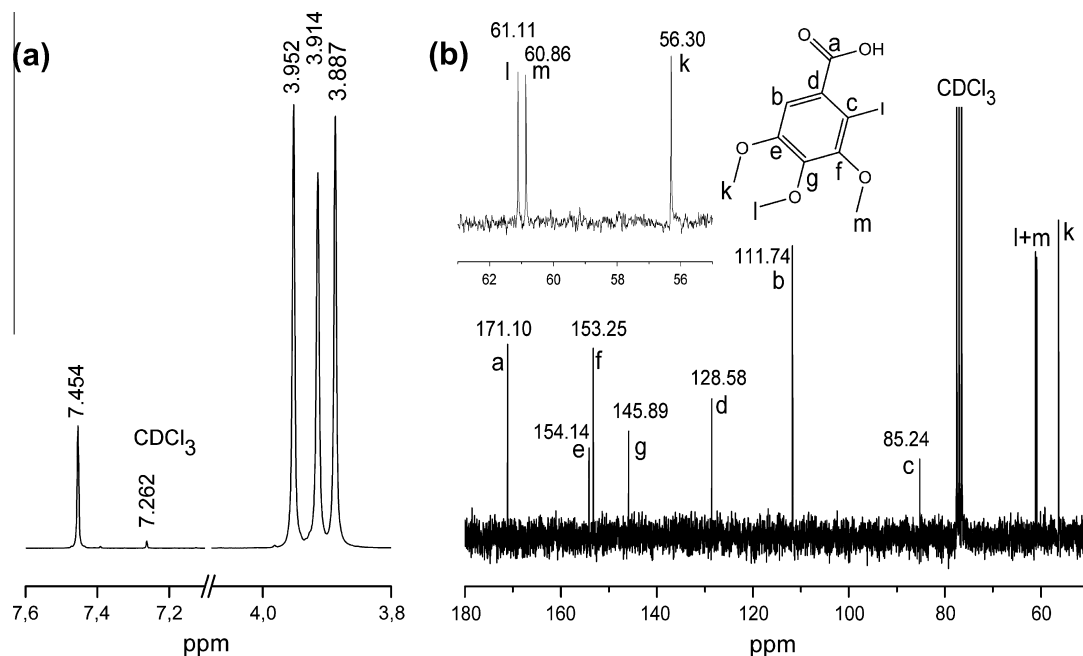 (a)
3.952
3.914
3.887
7.454
CDCl3
7.262
7,6
7,4
7,2
4,0
3,8
ppm
(b)
61.11
60.86
56.30
l
m
k
62
60
58
56
a
O
OH
d
b
c
I
e
f
g
O
O
O
k
l
m
CDCl3
111.74
b
l+m
k
171.10
a
153.25
f
154.14
e
145.89
g
128.58
d
85.24
c
180
160
140
120
100
80
60
ppm